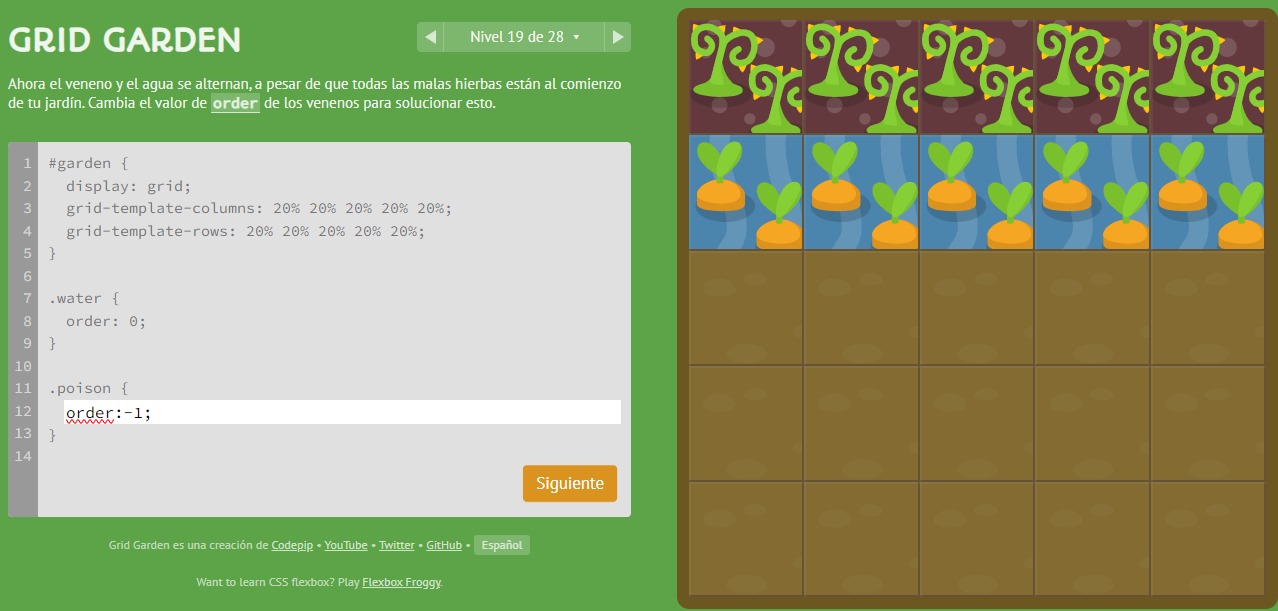 GRID GARDEN
◀ Nivel 19 de 28 ▾ ▶
Ahora el veneno y el agua se alternan, a pesar de que todas las malas hierbas están al comienzo
de tu jardín. Cambia el valor de order de los venenos para solucionar esto.
1 #garden {
2 display: grid;
3 grid-template-columns: 20% 20% 20% 20% 20%;
4 grid-template-rows: 20% 20% 20% 20% 20%;
5 }
6
7 .water {
8 order: 0;
9 }
10
11 .poison {
12 order:-1;
13 }
14
Siguiente
Grid Garden es una creación de Codepip • YouTube • Twitter • GitHub • Español
Want to learn CSS flexbox? Play Flexbox Froggy.